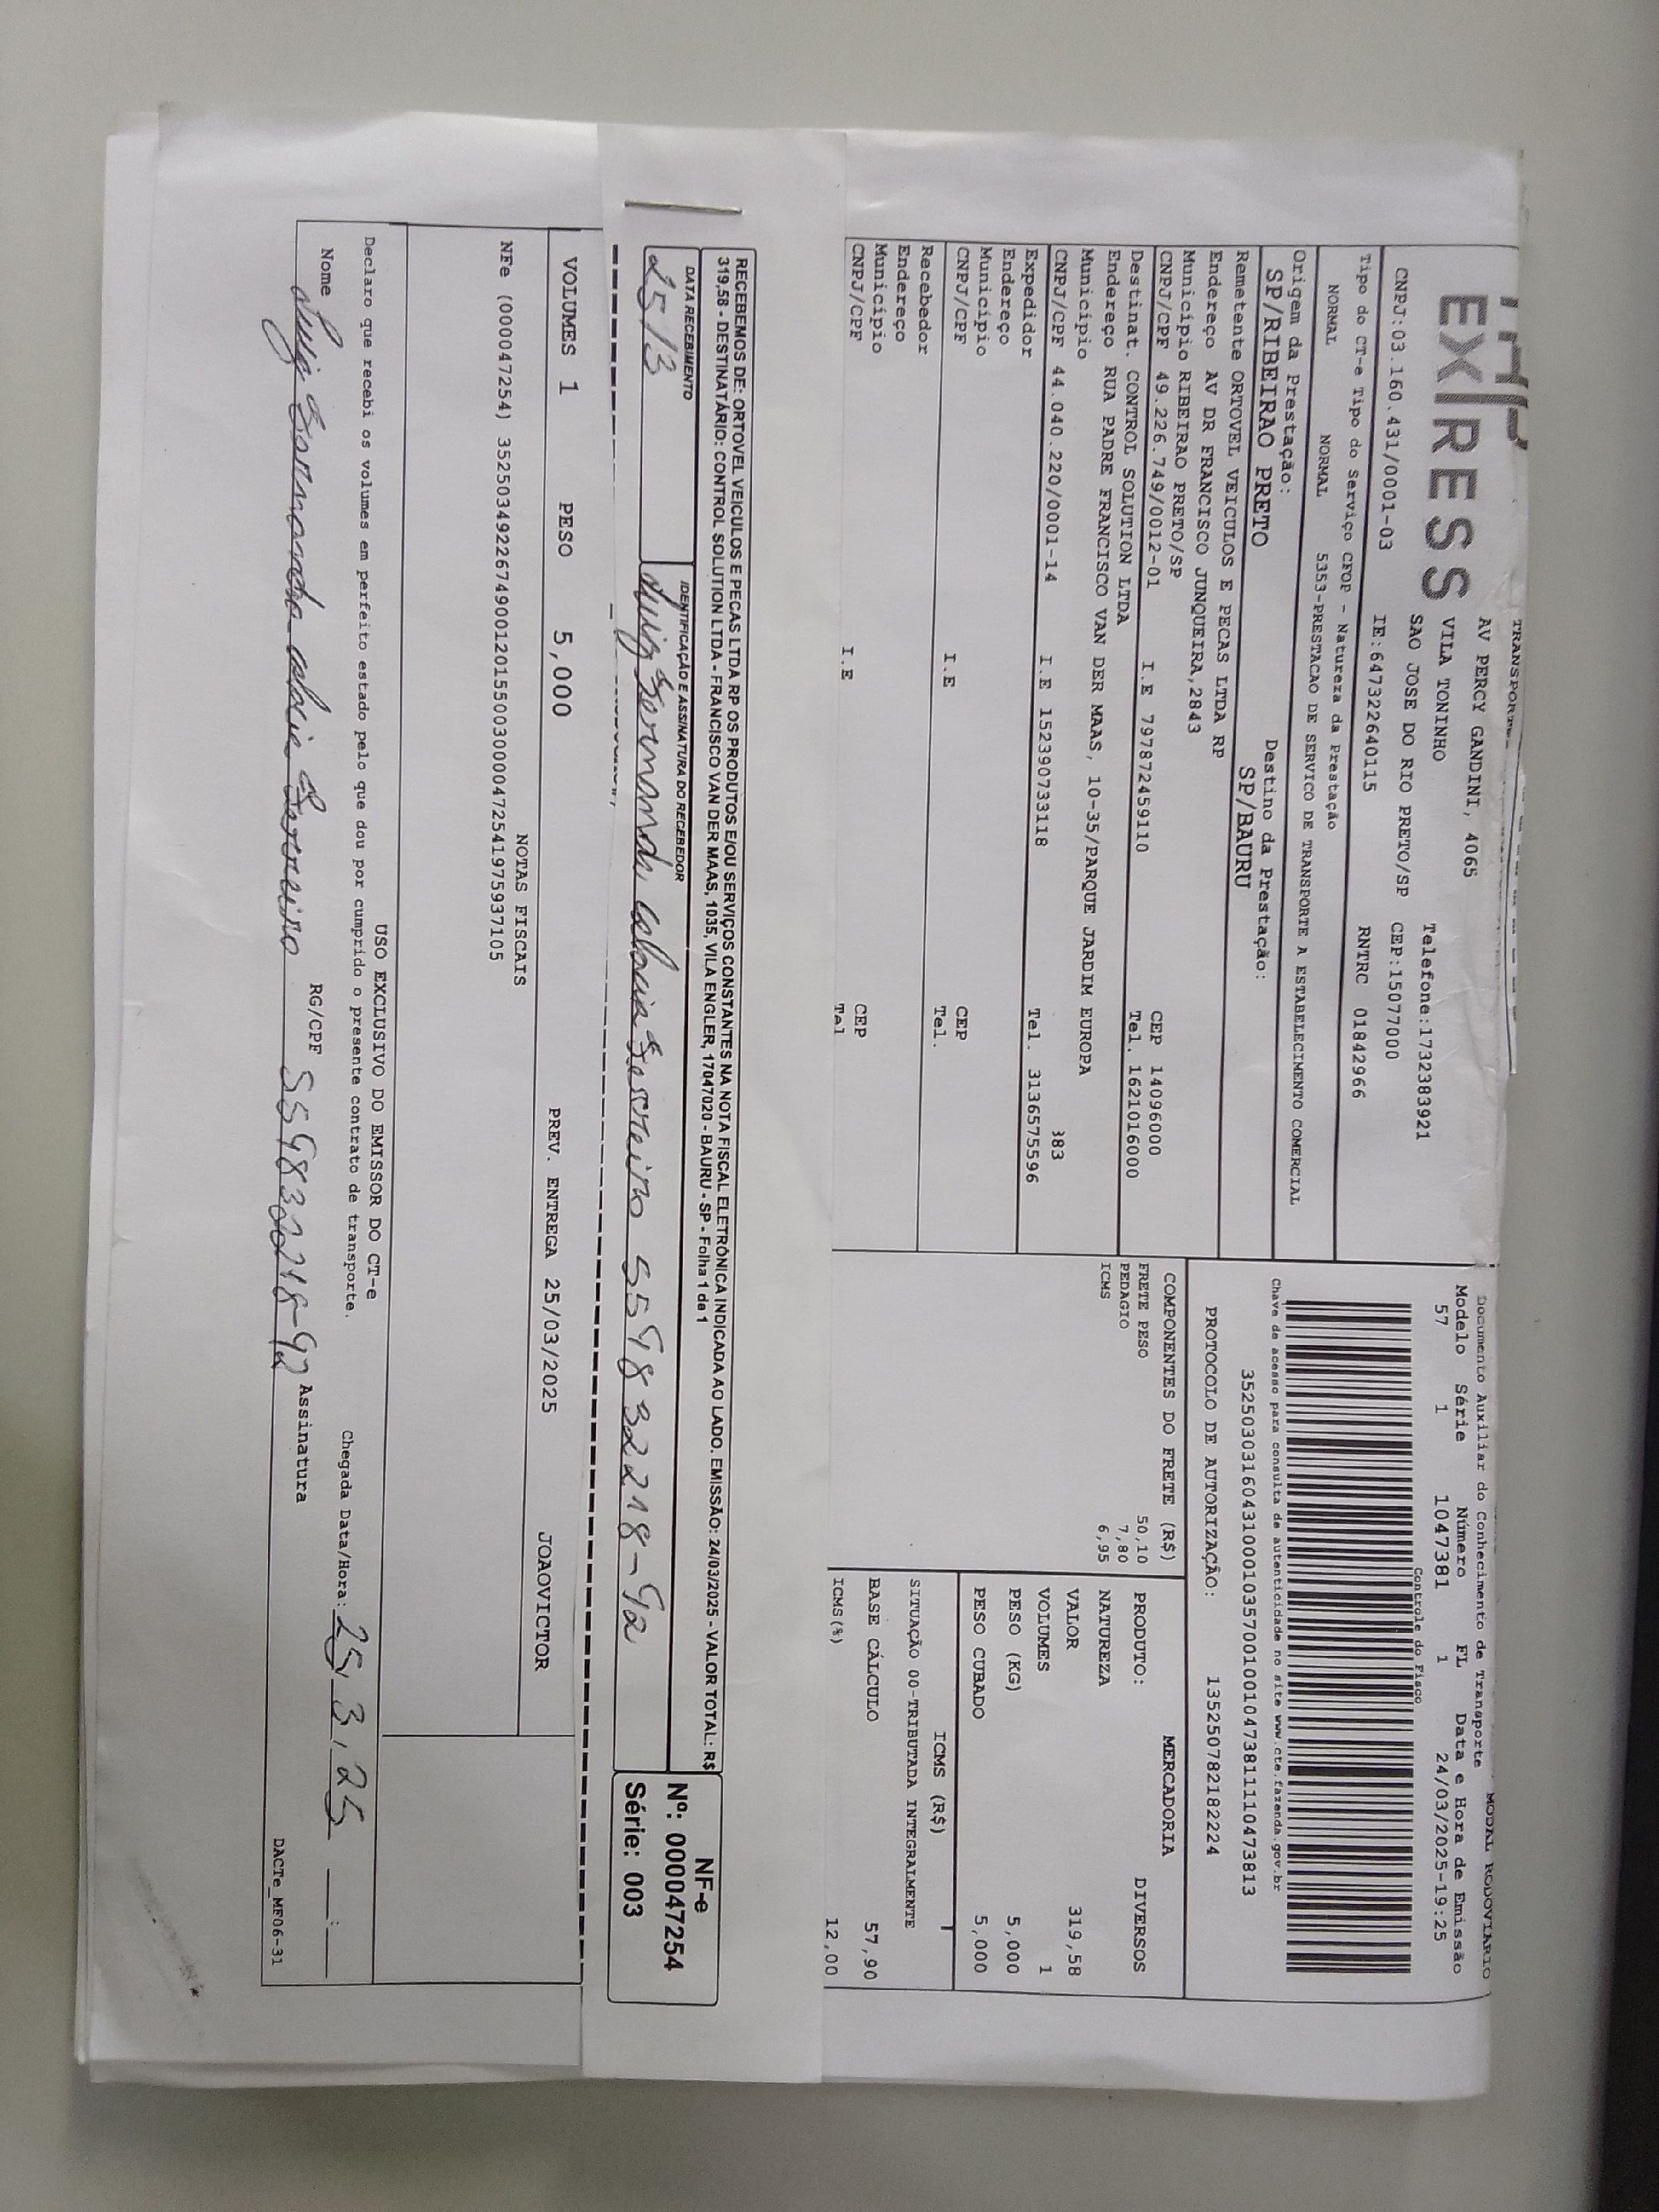 TRANSPORTE
EXPRESS
AV PERCY GANDINI, 4065
VILA TONINHO
Telefone:1732383921
SAO JOSE DO RIO PRETO/SP CEP:15077000
CNPJ:03.160.431/0001-03 IE:647322640115 RNTRC 01842966
Tipo do CT-e Tipo do Serviço CFOP - Natureza da Prestação
NORMAL NORMAL 5353-PRESTACAO DE SERVICO DE TRANSPORTE A ESTABELECIMENTO COMERCIAL
Origem da Prestação: Destino da Prestação:
SP/RIBEIRAO PRETO SP/BAURU
Remetente ORTOVEL VEICULOS E PECAS LTDA RP
Endereço AV DR FRANCISCO JUNQUEIRA,2843
Município RIBEIRAO PRETO/SP CEP 14096000
CNPJ/CPF 49.226.749/0012-01 I.E 797872459110 Tel. 1621016000
Destinat. CONTROL SOLUTION LTDA
Endereço RUA PADRE FRANCISCO VAN DER MAAS, 10-35/PARQUE JARDIM EUROPA
Município 383
CNPJ/CPF 44.040.220/0001-14 I.E 152390733118 Tel. 3136575596
Expedidor
Endereço
Município CEP
CNPJ/CPF I.E Tel.
Recebedor
Endereço
Município CEP
CNPJ/CPF I.E Tel
MODAL RODOVIARIO
Documento Auxiliar do Conhecimento de Transporte
Modelo Série Número FL Data e Hora de Emissão
57 1 1047381 1 24/03/2025-19:25
Controle do Fisco
Chave de acesso para consulta de autenticidade no site www.cte.fazenda.gov.br
35250303160431000103570010010473811110473813
PROTOCOLO DE AUTORIZAÇÃO: 135250782182224
COMPONENTES DO FRETE (R$)
FRETE PESO 50,10
PEDAGIO 7,80
ICMS 6,95
MERCADORIA
PRODUTO: DIVERSOS
NATUREZA
VALOR 319,58
VOLUMES 1
PESO (KG) 5,000
PESO CUBADO 5,000
ICMS (R$)
SITUAÇÃO 00-TRIBUTADA INTEGRALMENTE
BASE CÁLCULO 57,90
ICMS(%) 12,00
RECEBEMOS DE: ORTOVEL VEICULOS E PECAS LTDA RP OS PRODUTOS E/OU SERVIÇOS CONSTANTES NA NOTA FISCAL ELETRÔNICA INDICADA AO LADO. EMISSÃO: 24/03/2025 - VALOR TOTAL: R$
319,58 - DESTINATÁRIO: CONTROL SOLUTION LTDA - FRANCISCO VAN DER MAAS, 1035, VILA ENGLER, 17047020 - BAURU - SP - Folha 1 de 1
DATA RECEBIMENTO IDENTIFICAÇÃO E ASSINATURA DO RECEBEDOR
25/3
NF-e
Nº: 000047254
Série: 003
VOLUMES 1 PESO 5,000 PREV. ENTREGA 25/03/2025 JOAOVICTOR
NOTAS FISCAIS
NFe (000047254) 35250349226749001201550030000472541975937105
USO EXCLUSIVO DO EMISSOR DO CT-e
Declaro que recebi os volumes em perfeito estado pelo que dou por cumprido o presente contrato de transporte. Chegada Data/Hora: 25, 3, 25 __:__
Nome RG/CPF Assinatura
DACTe_MF06-31